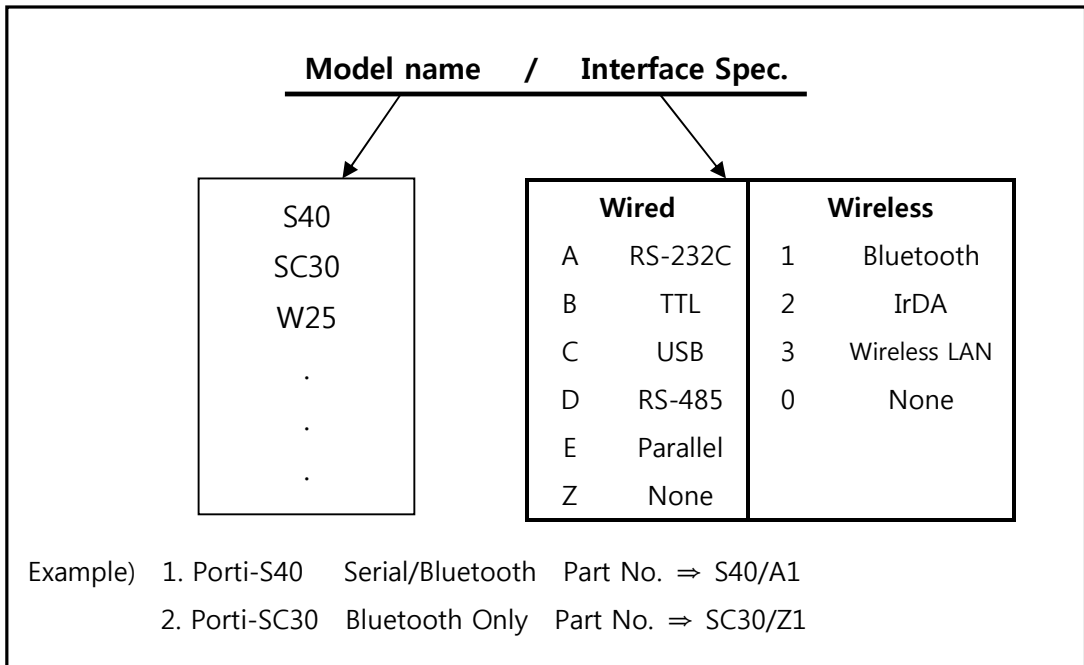 Model name / Interface Spec.
S40
SC30
W25
.
.
.
Wired Wireless
A RS-232C 1 Bluetooth
B TTL 2 IrDA
C USB 3 Wireless LAN
D RS-485 0 None
E Parallel
Z None
Example) 1. Porti-S40 Serial/Bluetooth Part No. ⇒ S40/A1
2. Porti-SC30 Bluetooth Only Part No. ⇒ SC30/Z1